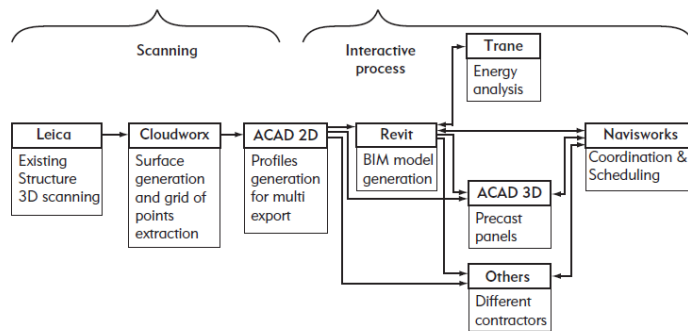 Scanning
Interactive
process
Trane
Energy
analysis
Leica
Existing
Structure
3D scanning
Cloudworx
Surface
generation
and grid of
points
extraction
ACAD 2D
Profiles
generation
for multi
export
Revit
BIM model
generation
Navisworks
Coordination &
Scheduling
ACAD 3D
Precast
panels
Others
Different
contractors